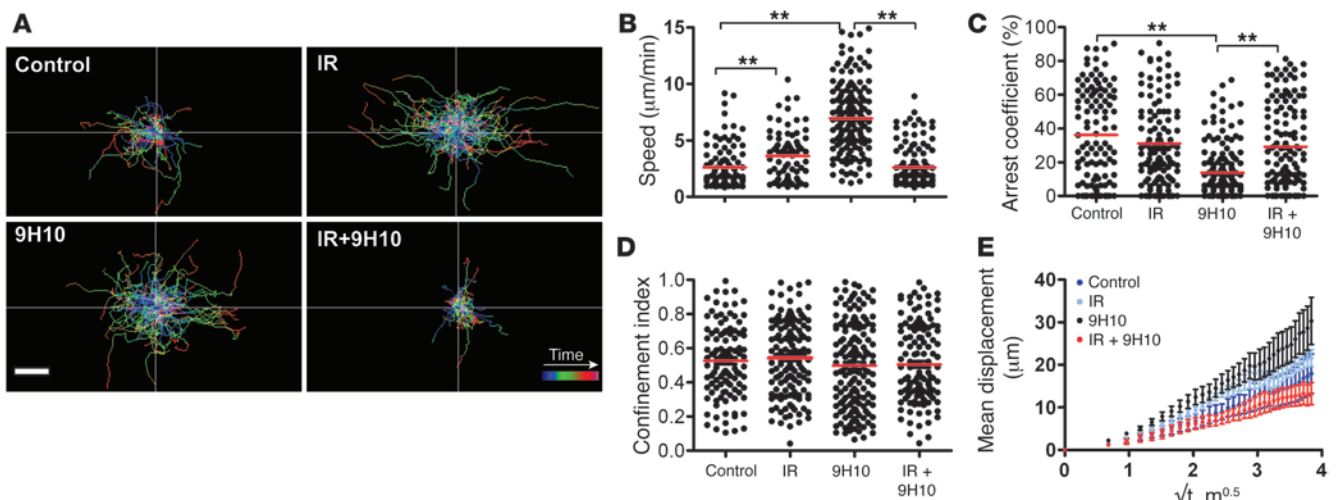 A
Control
IR
9H10
IR+9H10
Time
B
Speed (μm/min)
15
10
5
0
**
**
**
C
Arrest coefficient (%)
100
80
60
40
20
0
**
**
Control
IR
9H10
IR +
9H10
D
Confinement index
1.0
0.8
0.6
0.4
0.2
0.0
Control
IR
9H10
IR +
9H10
E
Mean displacement
(μm)
40
30
20
10
0
Control
IR
9H10
IR + 9H10
0
1
2
3
4
√t, m0.5